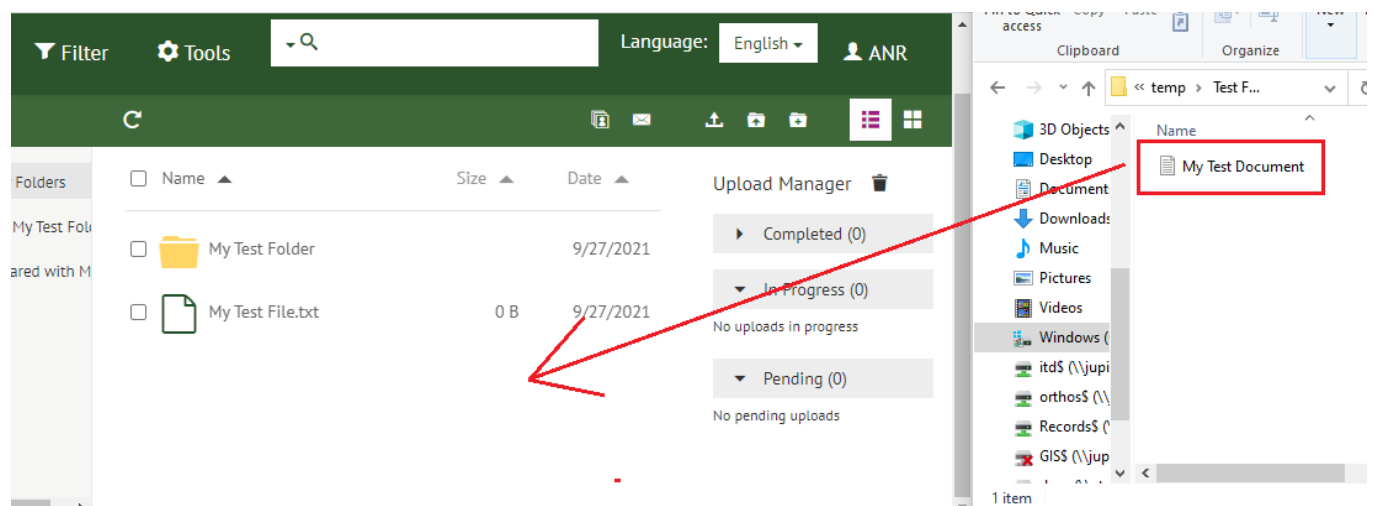 Filter
Tools
Language:
English
ANR
Folders
My Test Fol
ared with M
Name
Size
Date
My Test Folder
9/27/2021
My Test File.txt
0 B
9/27/2021
Upload Manager
Completed (0)
In Progress (0)
No uploads in progress
Pending (0)
No pending uploads
access
Clipboard
Organize
New
« temp › Test F...
3D Objects
Desktop
Document
Downloads
Music
Pictures
Videos
Windows (
itd$ (\\jupi
orthos$ (\\
Records$ (
GIS$ (\\jup
Name
My Test Document
1 item